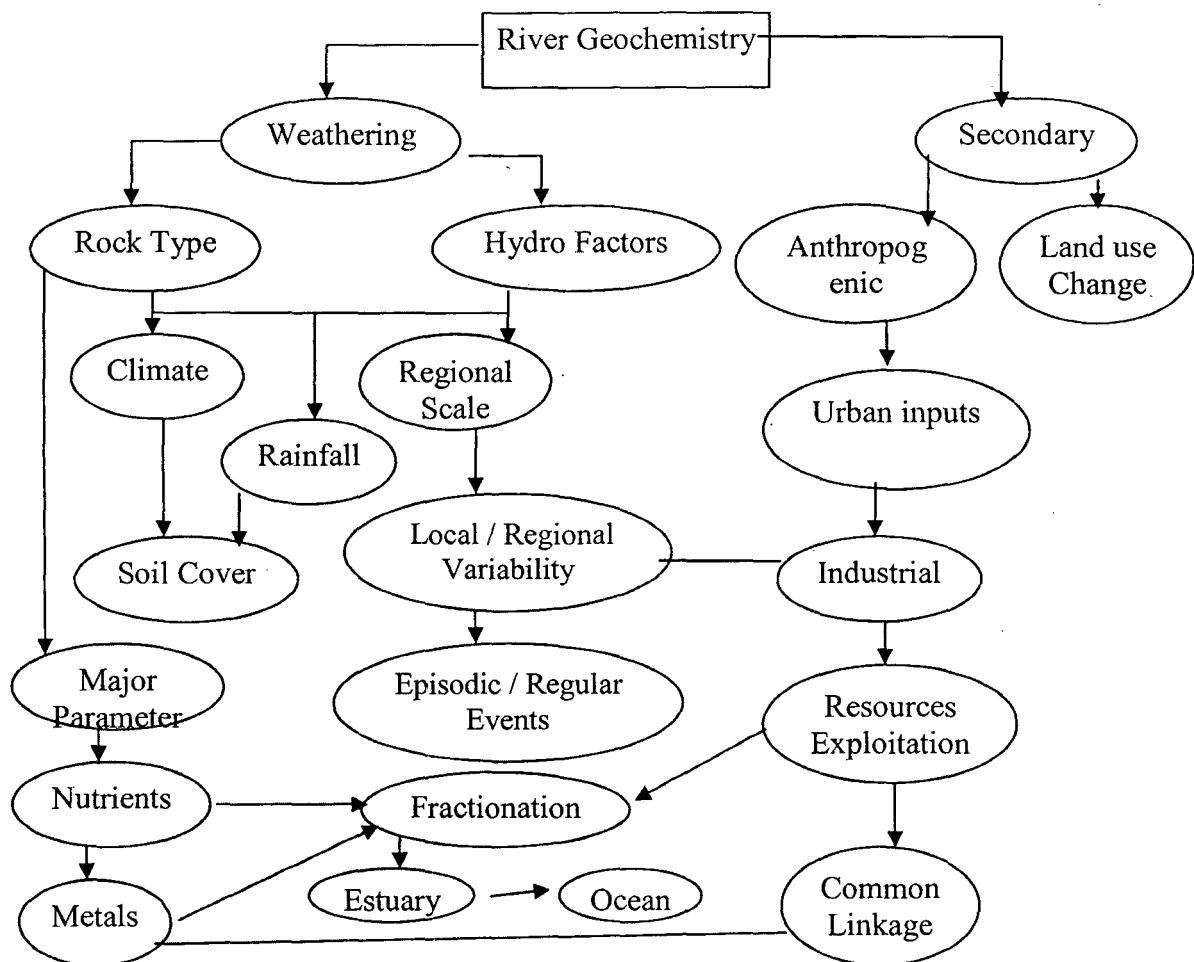 River Geochemistry
Weathering
Secondary
Rock Type
Hydro Factors
Anthropog
enic
Land use
Change
Climate
Regional
Scale
Urban inputs
Rainfall
Local / Regional
Variability
Soil Cover
Industrial
Major
Parameter
Episodic / Regular
Events
Resources
Exploitation
Nutrients
Fractionation
Metals
Estuary
Ocean
Common
Linkage